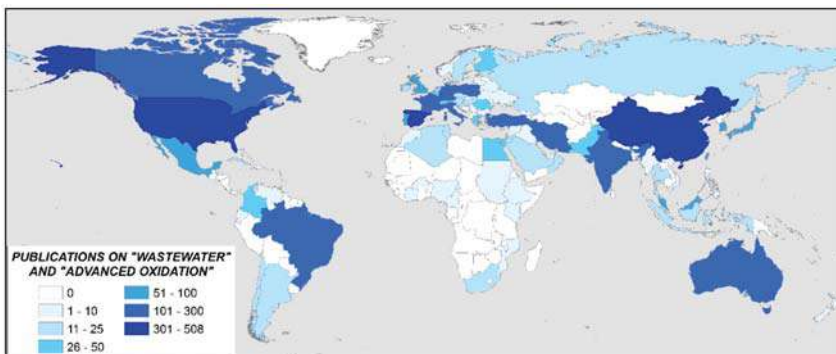 PUBLICATIONS ON "WASTEWATER"
AND "ADVANCED OXIDATION"
0
1 - 10
11 - 25
26 - 50
51 - 100
101 - 300
301 - 508